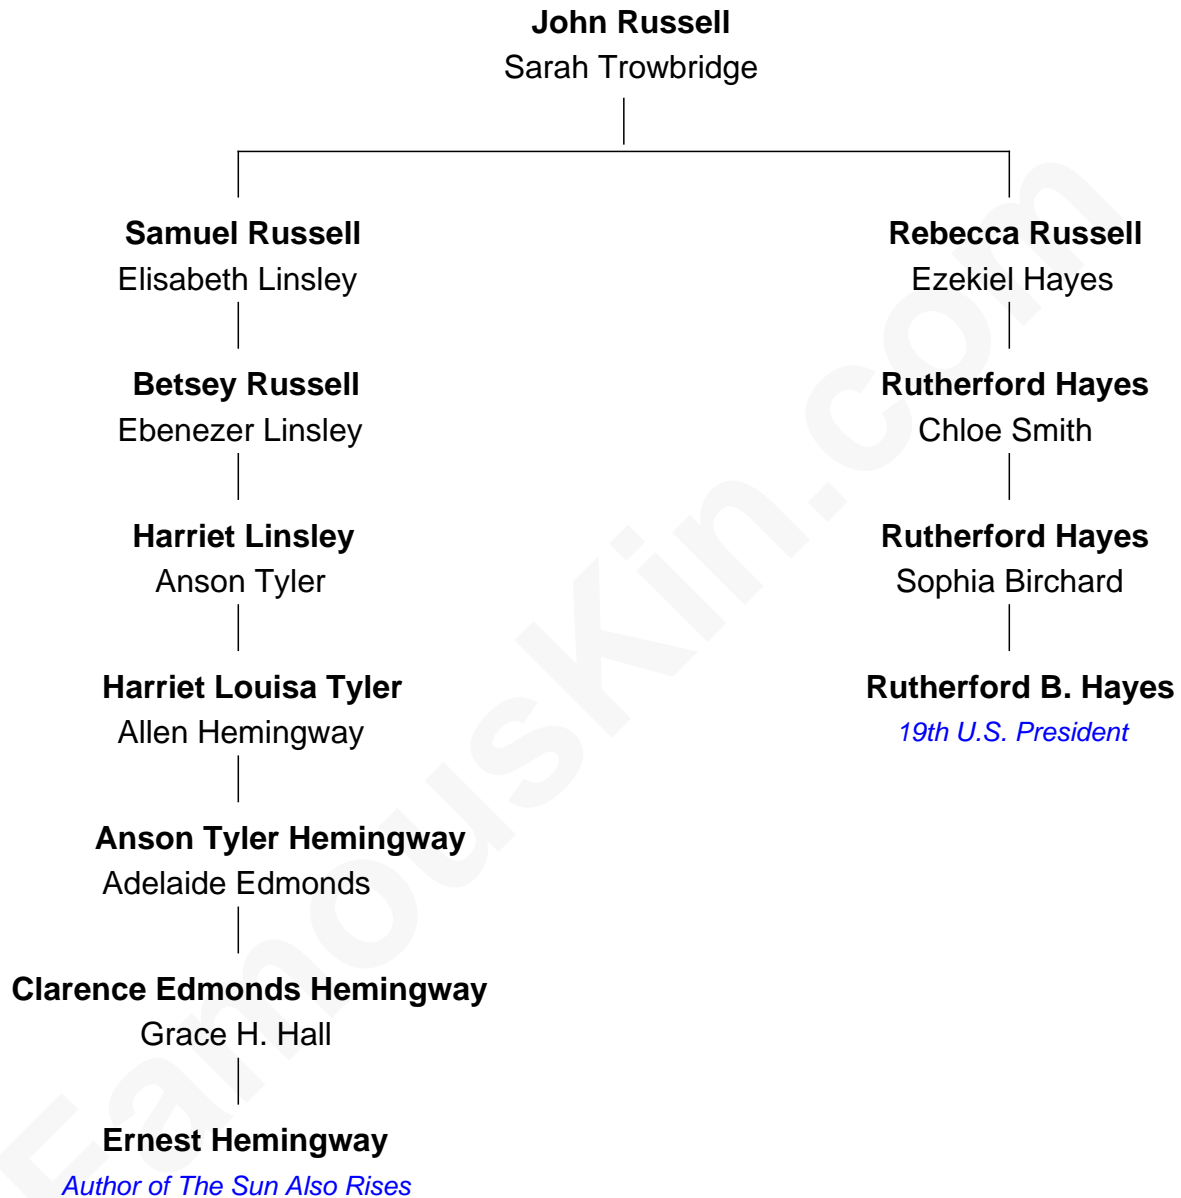 John Russell
Sarah Trowbridge
Samuel Russell
Elisabeth Linsley
Rebecca Russell
Ezekiel Hayes
Betsey Russell
Ebenezer Linsley
Rutherford Hayes
Chloe Smith
Harriet Linsley
Anson Tyler
Rutherford Hayes
Sophia Birchard
Harriet Louisa Tyler
Allen Hemingway
Rutherford B. Hayes
19th U.S. President
Anson Tyler Hemingway
Adelaide Edmonds
Clarence Edmonds Hemingway
Grace H. Hall
Ernest Hemingway
Author of The Sun Also Rises
FamousKin.com